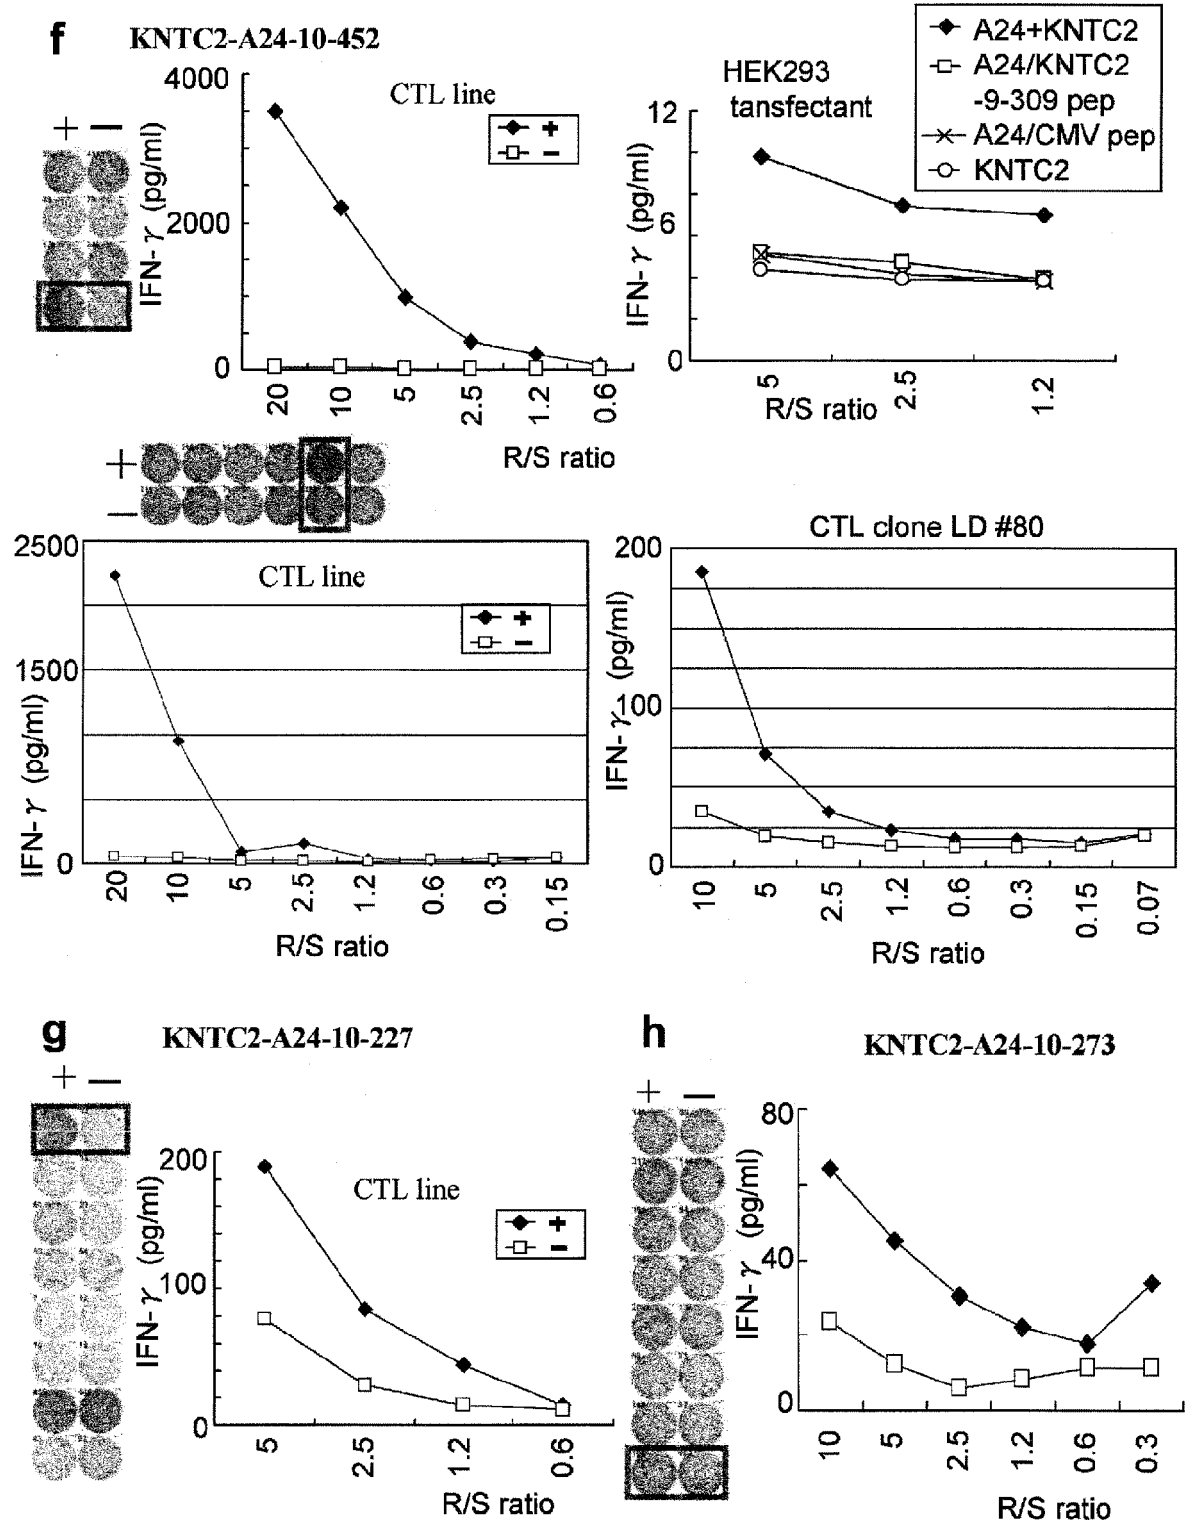 f
KNTC2-A24-10-452
+ −
4000
2000
0
IFN-γ (pg/ml)
CTL line
+
−
20 10 5 2.5 1.2 0.6
R/S ratio
HEK293
tansfectant
A24+KNTC2
A24/KNTC2
-9-309 pep
A24/CMV pep
KNTC2
12
6
0
IFN-γ (pg/ml)
5 2.5 1.2
R/S ratio
+
−
2500
1500
0
IFN-γ (pg/ml)
CTL line
+
−
20 10 5 2.5 1.2 0.6 0.3 0.15
R/S ratio
CTL clone LD #80
200
100
0
IFN-γ (pg/ml)
10 5 2.5 1.2 0.6 0.3 0.15 0.07
R/S ratio
g
KNTC2-A24-10-227
+ −
200
100
0
IFN-γ (pg/ml)
CTL line
+
−
5 2.5 1.2 0.6
R/S ratio
h
KNTC2-A24-10-273
+ −
80
40
0
IFN-γ (pg/ml)
10 5 2.5 1.2 0.6 0.3
R/S ratio